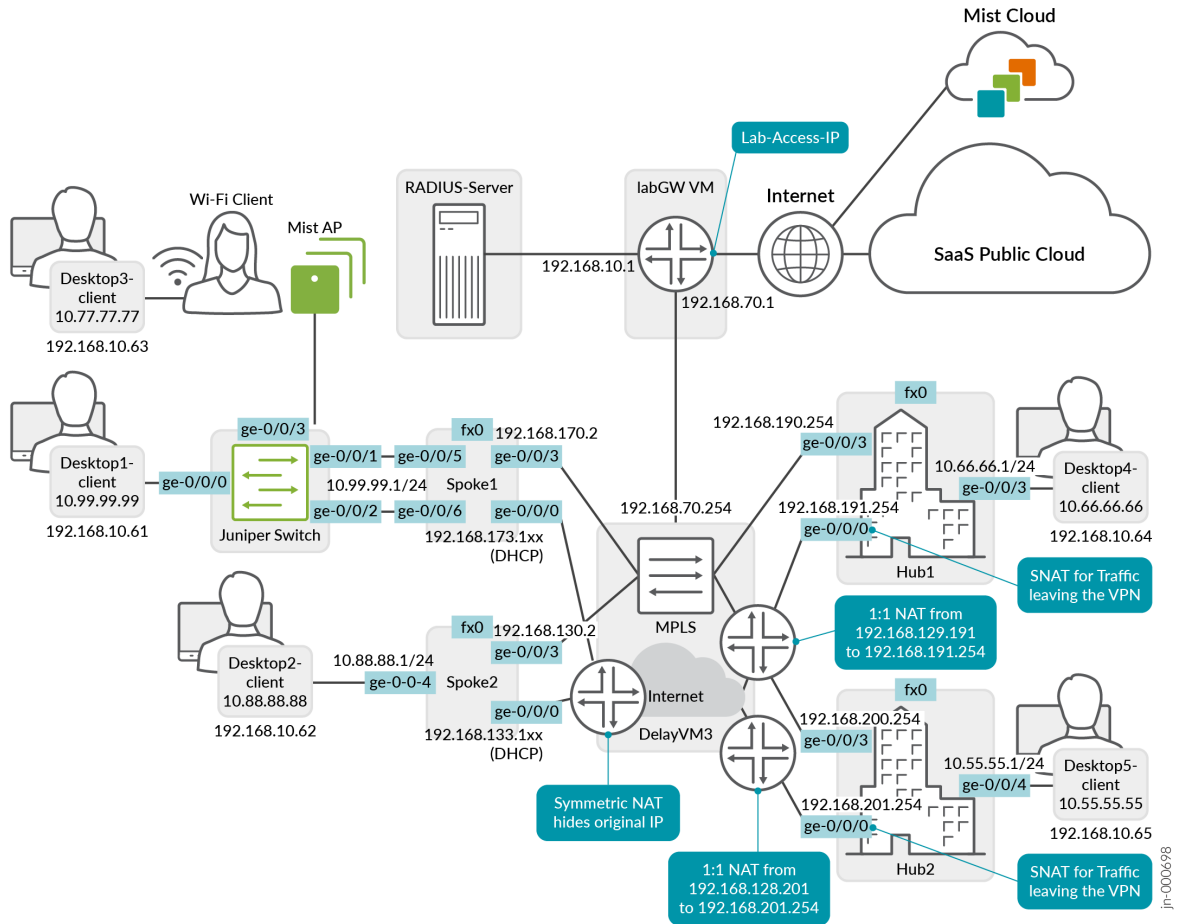 Mist Cloud
Lab-Access-IP
RADIUS-Server
labGW VM
Internet
SaaS Public Cloud
192.168.10.1
192.168.70.1
Wi-Fi Client
Mist AP
Desktop3-
client
10.77.77.77
192.168.10.63
Desktop1-
client
10.99.99.99
192.168.10.61
ge-0/0/0
ge-0/0/3
ge-0/0/1
ge-0/0/2
Juniper Switch
10.99.99.1/24
fx0
192.168.170.2
ge-0/0/5
ge-0/0/3
Spoke1
ge-0/0/6
ge-0/0/0
192.168.173.1xx
(DHCP)
192.168.70.254
MPLS
Internet
DelayVM3
Desktop2-
client
10.88.88.88
192.168.10.62
10.88.88.1/24
ge-0-0-4
fx0
192.168.130.2
ge-0/0/3
Spoke2
ge-0/0/0
192.168.133.1xx
(DHCP)
Symmetric NAT
hides original IP
fx0
192.168.190.254
ge-0/0/3
192.168.191.254
ge-0/0/0
Hub1
10.66.66.1/24
ge-0/0/3
Desktop4-
client
10.66.66.66
192.168.10.64
SNAT for Traffic
leaving the VPN
1:1 NAT from
192.168.129.191
to 192.168.191.254
fx0
192.168.200.254
ge-0/0/3
192.168.201.254
ge-0/0/0
Hub2
10.55.55.1/24
ge-0/0/4
Desktop5-
client
10.55.55.55
192.168.10.65
SNAT for Traffic
leaving the VPN
1:1 NAT from
192.168.128.201
to 192.168.201.254
jn-000698